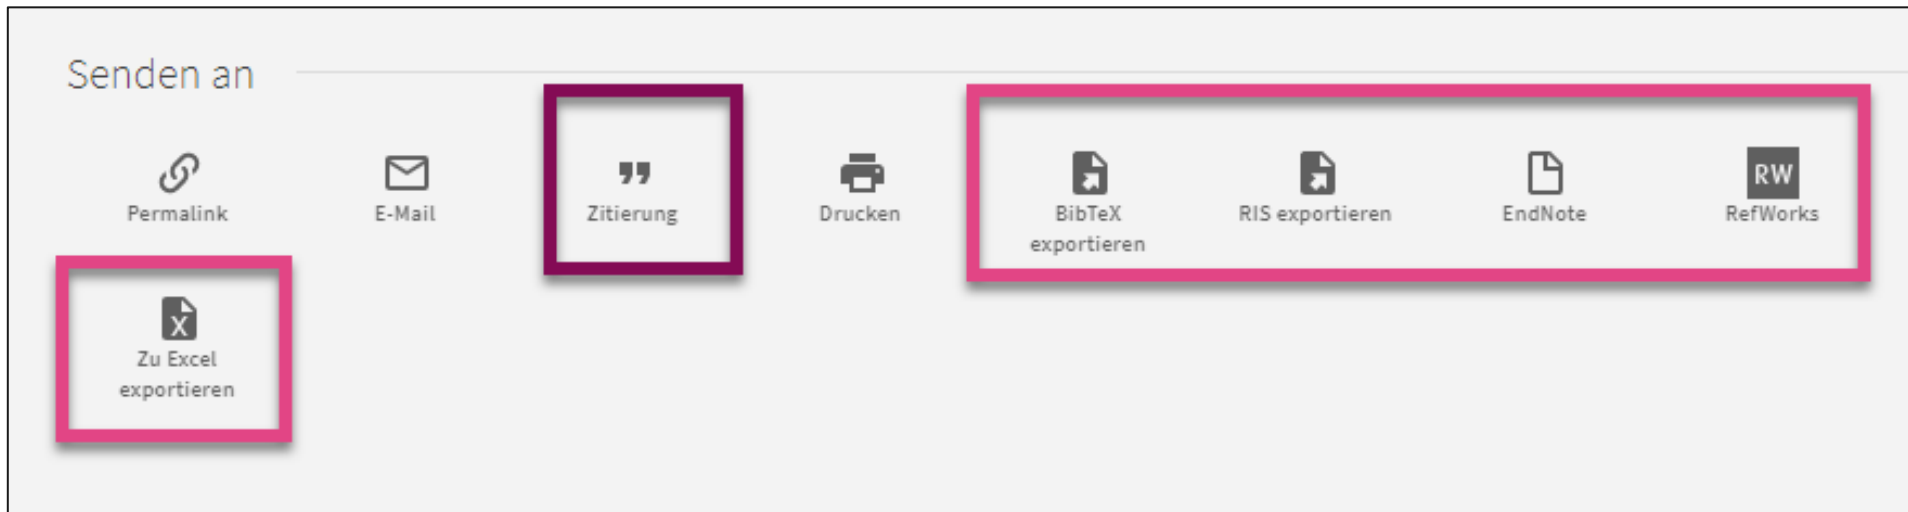 Senden an
Permalink
E-Mail
Zitierung
Drucken
BibTeX
exportieren
RIS exportieren
EndNote
RW
RefWorks
X
Zu Excel
exportieren